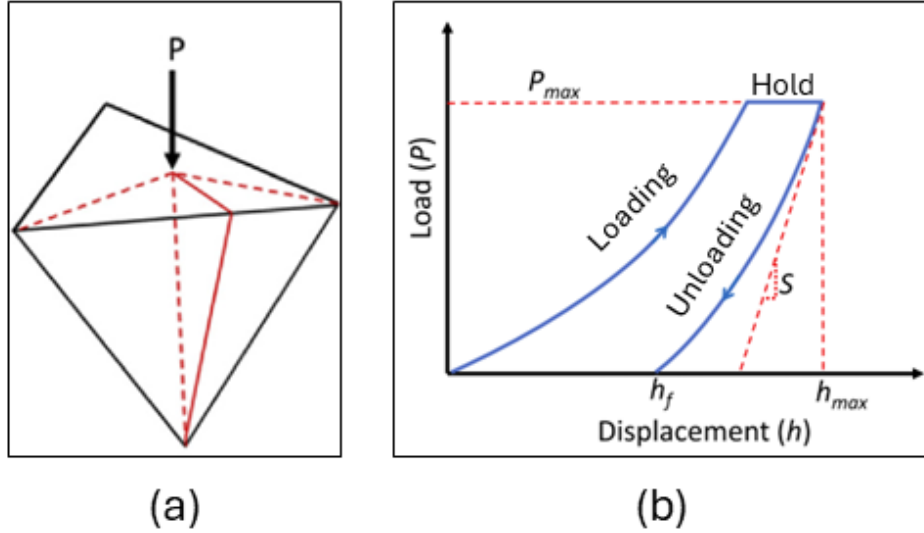 P
(a)
P_max
Hold
Load (P)
Loading
Unloading
S
h_f
h_max
Displacement (h)
(b)